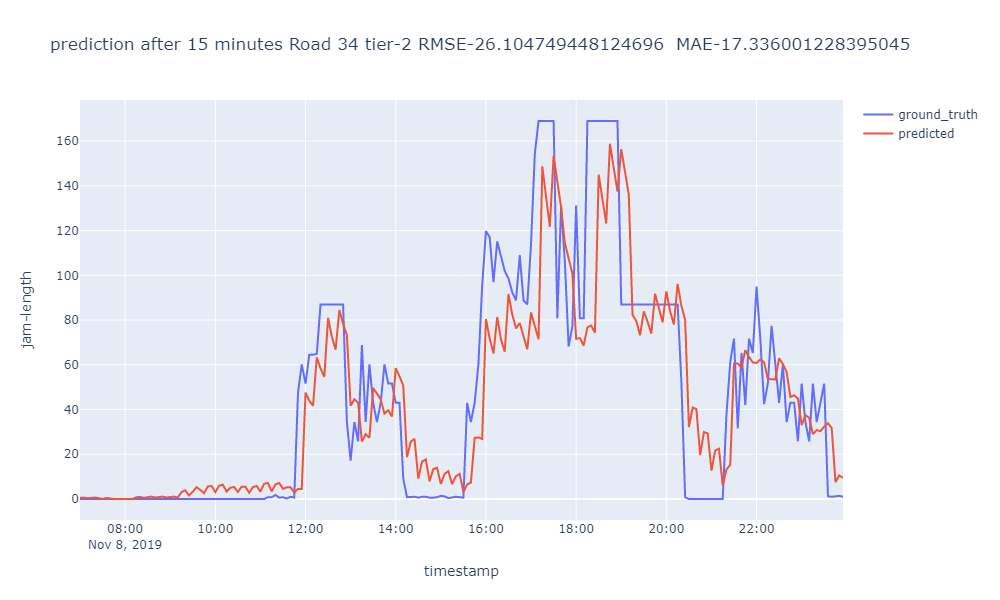 prediction after 15 minutes Road 34 tier-2 RMSE-26.104749448124696  MAE-17.336001228395045
ground_truth
predicted
160
140
120
100
80
60
40
20
0
jam-length
08:00 10:00 12:00 14:00 16:00 18:00 20:00 22:00
Nov 8, 2019
timestamp